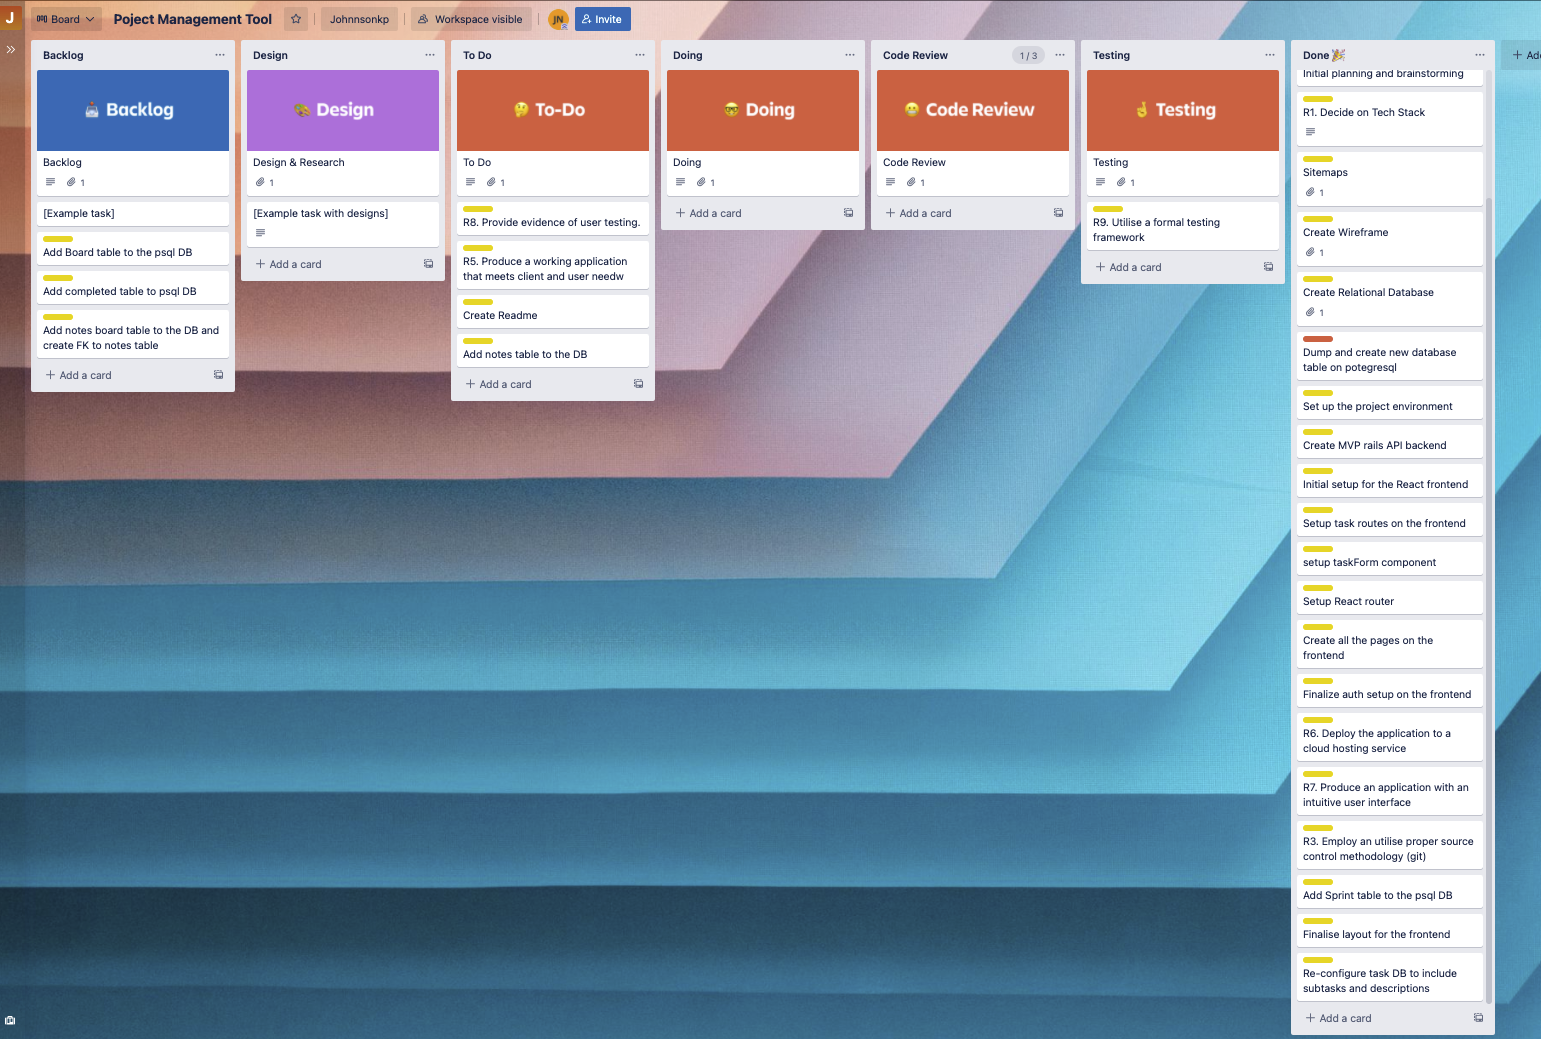 J
Board
Poject Management Tool
Johnnsonkp
Workspace visible
JN
Invite
Backlog
Backlog
Backlog
1
[Example task]
Add Board table to the psql DB
Add completed table to psql DB
Add notes board table to the DB and
create FK to notes table
+ Add a card
Design
Design
Design & Research
1
[Example task with designs]
+ Add a card
To Do
To-Do
To Do
1
R8. Provide evidence of user testing.
R5. Produce a working application
that meets client and user needw
Create Readme
Add notes table to the DB
+ Add a card
Doing
Doing
Doing
1
+ Add a card
Code Review
1 / 3
Code Review
Code Review
1
+ Add a card
Testing
Testing
Testing
1
R9. Utilise a formal testing
framework
+ Add a card
Done
Initial planning and brainstorming
R1. Decide on Tech Stack
Sitemaps
1
Create Wireframe
1
Create Relational Database
1
Dump and create new database
table on potegresql
Set up the project environment
Create MVP rails API backend
Initial setup for the React frontend
Setup task routes on the frontend
setup taskForm component
Setup React router
Create all the pages on the
frontend
Finalize auth setup on the frontend
R6. Deploy the application to a
cloud hosting service
R7. Produce an application with an
intuitive user interface
R3. Employ an utilise proper source
control methodology (git)
Add Sprint table to the psql DB
Finalise layout for the frontend
Re-configure task DB to include
subtasks and descriptions
+ Add a card
+ Add